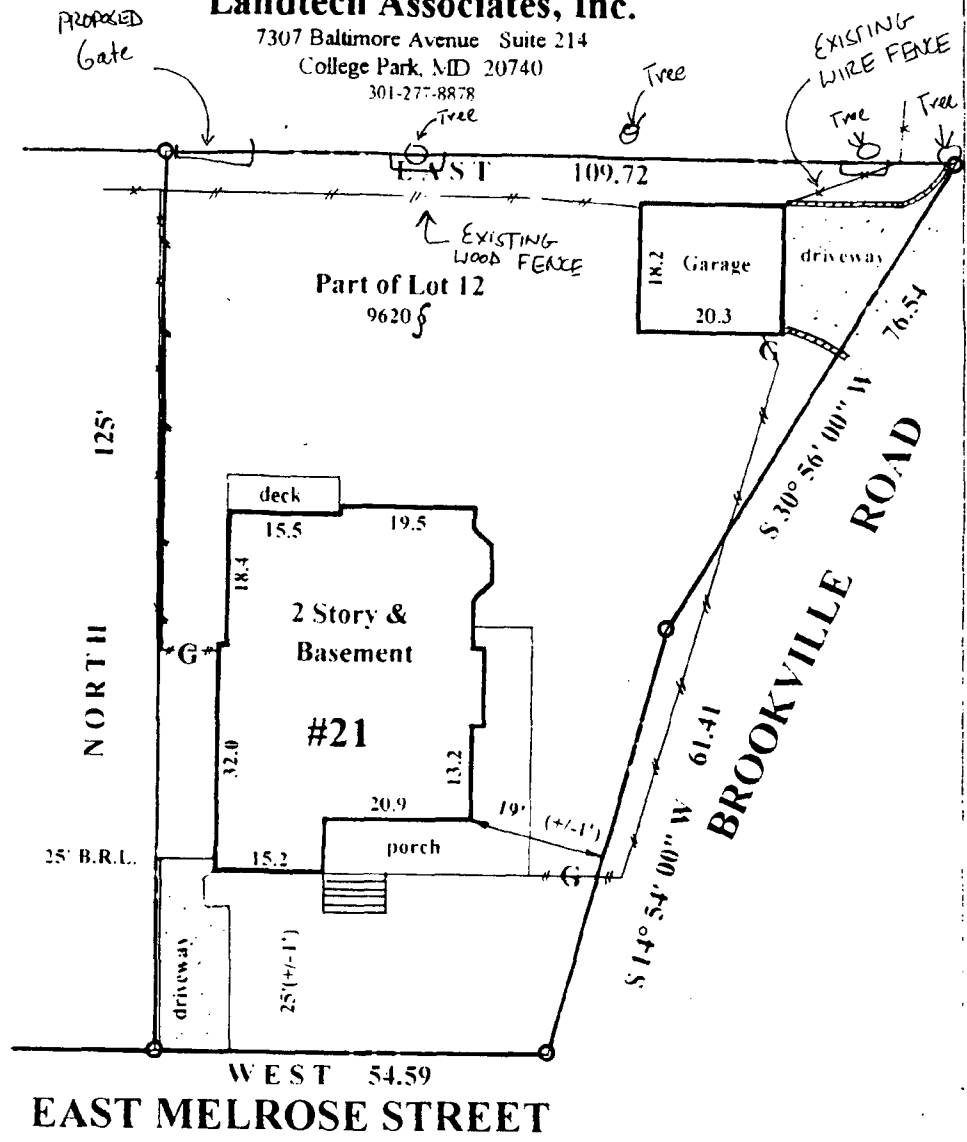 Landtech Associates, Inc.
7307 Baltimore Avenue Suite 214
College Park, MD 20740
301-277-8878
PROPOSED
Gate
Tree
Tree
EXISTING
WIRE FENCE
Tree
Tree
EAST 109.72
EXISTING
WOOD FENCE
Part of Lot 12
9620
18.2
Garage
20.3
driveway
G
76.54
S 30° 56' 00" W
125'
NORTH
deck
15.5
19.5
18.4
2 Story &
Basement
#21
G
32.0
13.2
20.9
19' (+/-1')
porch
15.2
25' B.R.L.
G
61.41
S 14° 54' 00" W
BROOKVILLE ROAD
driveway
25'(+/-1')
WEST 54.59
EAST MELROSE STREET